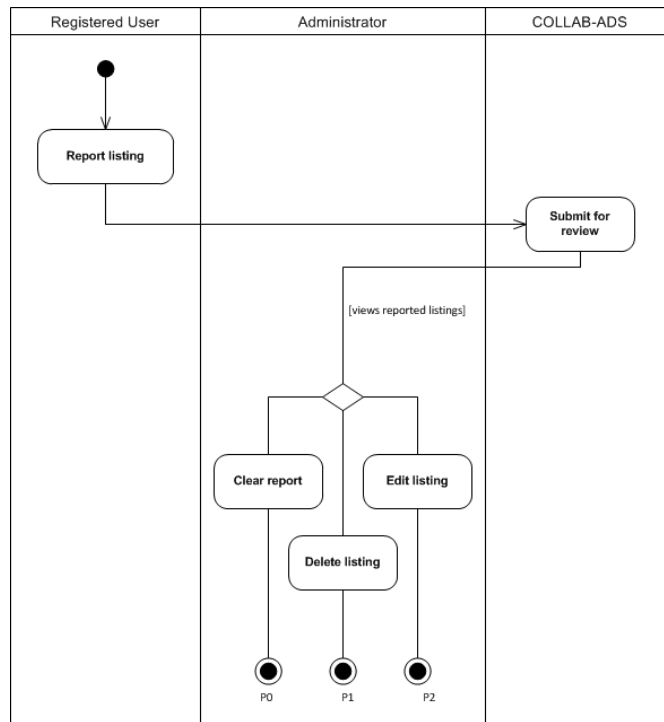 Registered User
Administrator
COLLAB-ADS
Report listing
Submit for
review
[views reported listings]
Clear report
Edit listing
Delete listing
P0
P1
P2